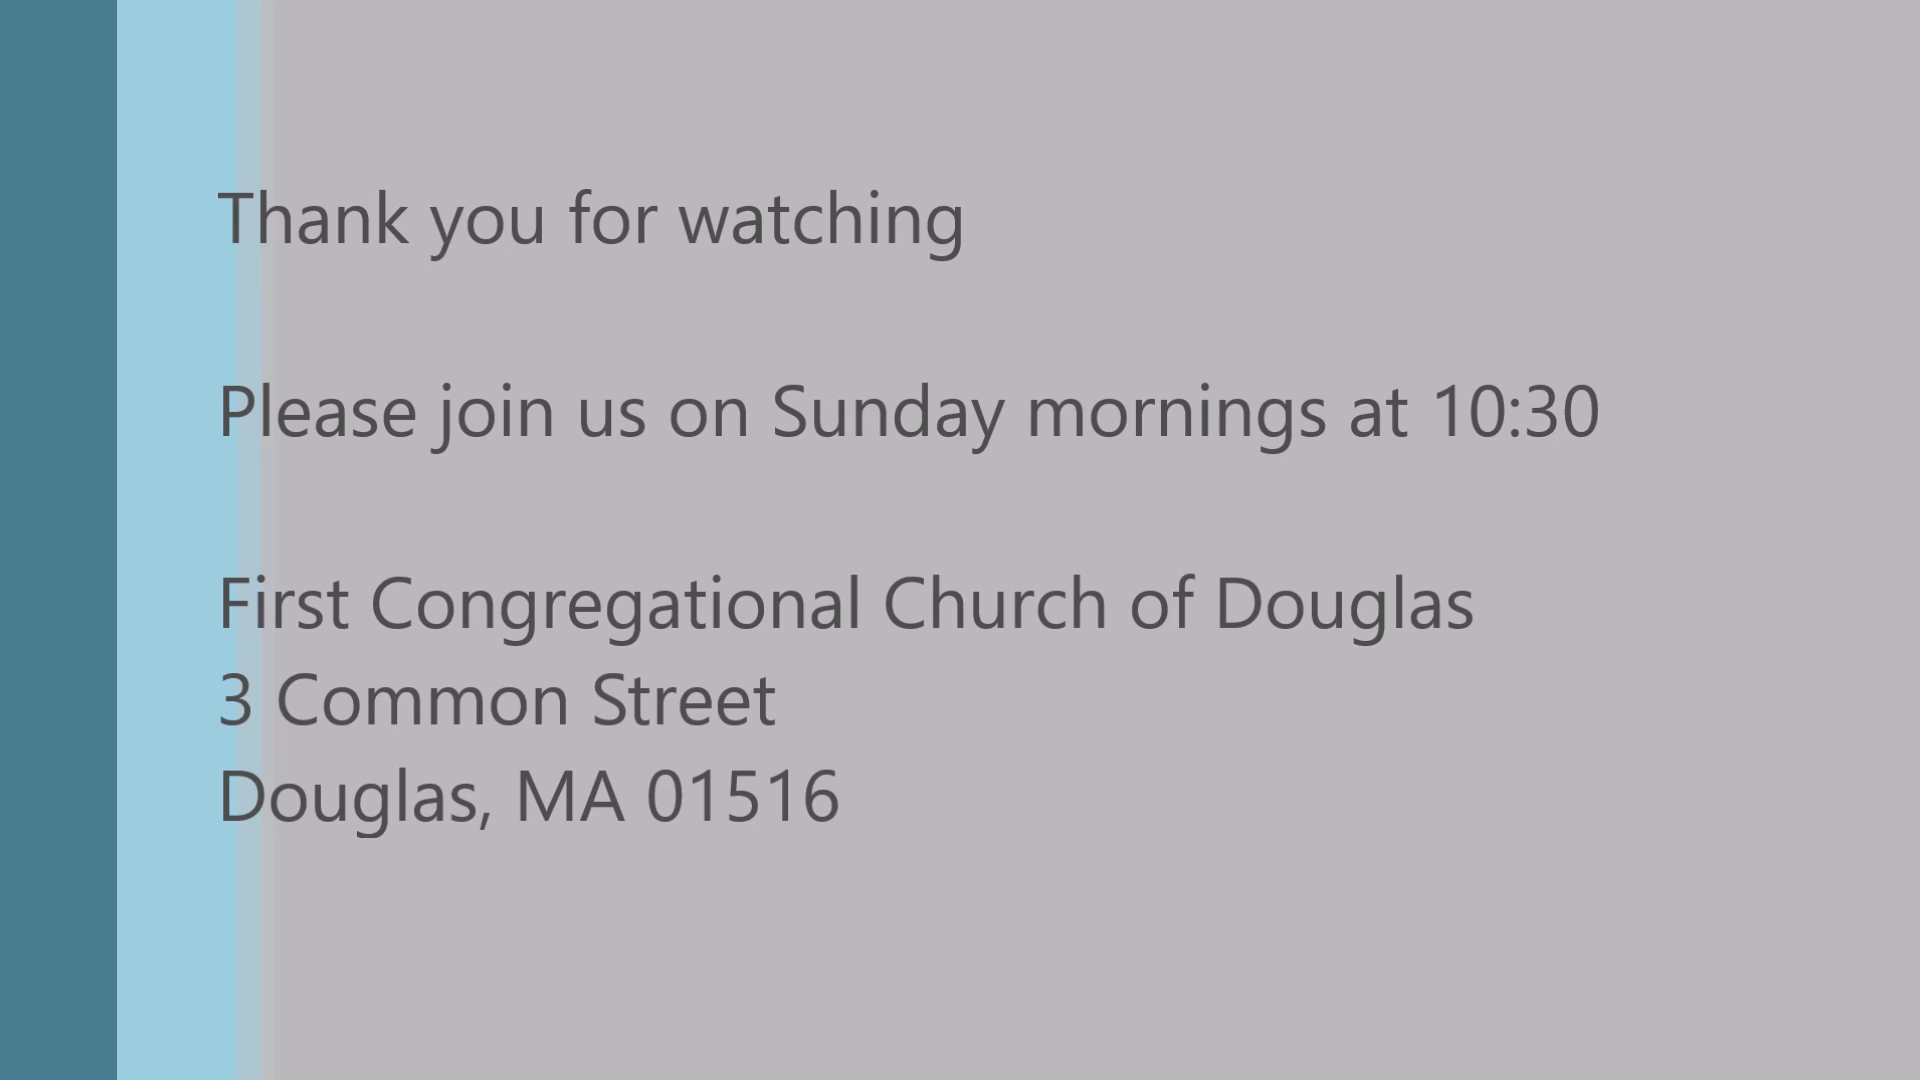 Thank you for watching
Please join us on Sunday mornings at 10:30
First Congregational Church of Douglas
3 Common Street
Douglas, MA 01516